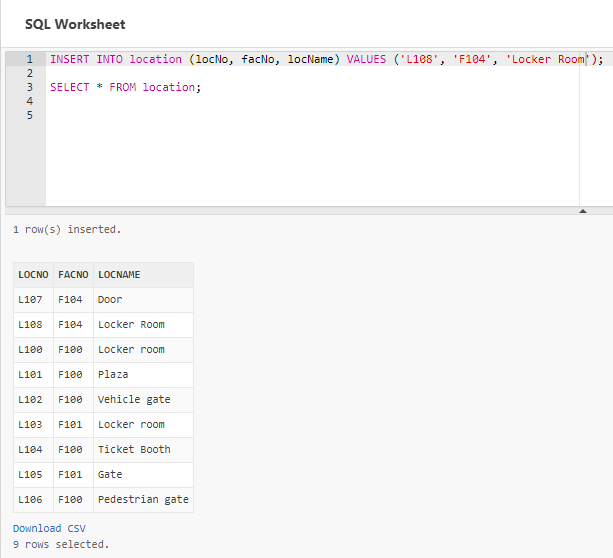 SQL Worksheet
1 INSERT INTO location (locNo, facNo, locName) VALUES ('L108', 'F104', 'Locker Room');
2
3 SELECT * FROM location;
4
5
1 row(s) inserted.
LOCNO FACNO LOCNAME
L107 F104 Door
L108 F104 Locker Room
L100 F100 Locker room
L101 F100 Plaza
L102 F100 Vehicle gate
L103 F101 Locker room
L104 F100 Ticket Booth
L105 F101 Gate
L106 F100 Pedestrian gate
Download CSV
9 rows selected.